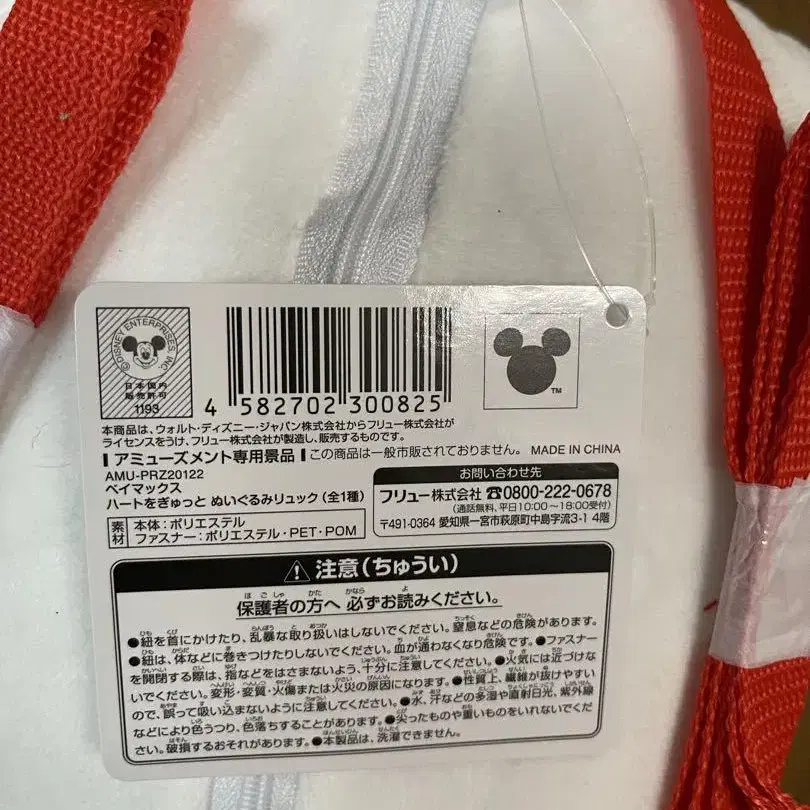 ©DISNEY ENTERPRISES, INC.
日本国内
販売許可
1193
4 582702 300825
TM
本商品は、ウォルト・ディズニー・ジャパン株式会社からフリュー株式会社が
ライセンスをうけ、フリュー株式会社が製造し、販売するものです。
アミューズメント専用景品 この商品は一般市販されておりません。 MADE IN CHINA
AMU-PRZ20122
ベイマックス
ハートをぎゅっと ぬいぐるみリュック(全1種)
素材 本体:ポリエステル
ファスナー:ポリエステル・PET・POM
お問い合わせ先
フリュー株式会社 ☎0800-222-0678
(通話無料、平日10:00〜18:00受付)
〒491-0364 愛知県一宮市萩原町中島字流3-1 4階
⚠注意(ちゅうい)
保護者の方へ 必ずお読みください。
●紐を首にかけたり、乱暴な取り扱いはしないでください。窒息などの危険があります。
●紐は、体などに巻きつけたりしないでください。血が通わなくなり危険です。●ファスナー
を開閉する際は、指などをはさまないよう、十分に注意してください。●火気には近づけな
いでください。変形・変質・火傷または火災の原因になります。●性質上、繊維が抜けやすい
ので、誤って吸い込まないように注意してください。●水、汗などの多湿や直射日光、紫外線
などにより色うつり、色落ちすることがあります。●尖ったものや重いものをいれないでくだ
さい。破損するおそれがあります。●本製品は、洗濯できません。